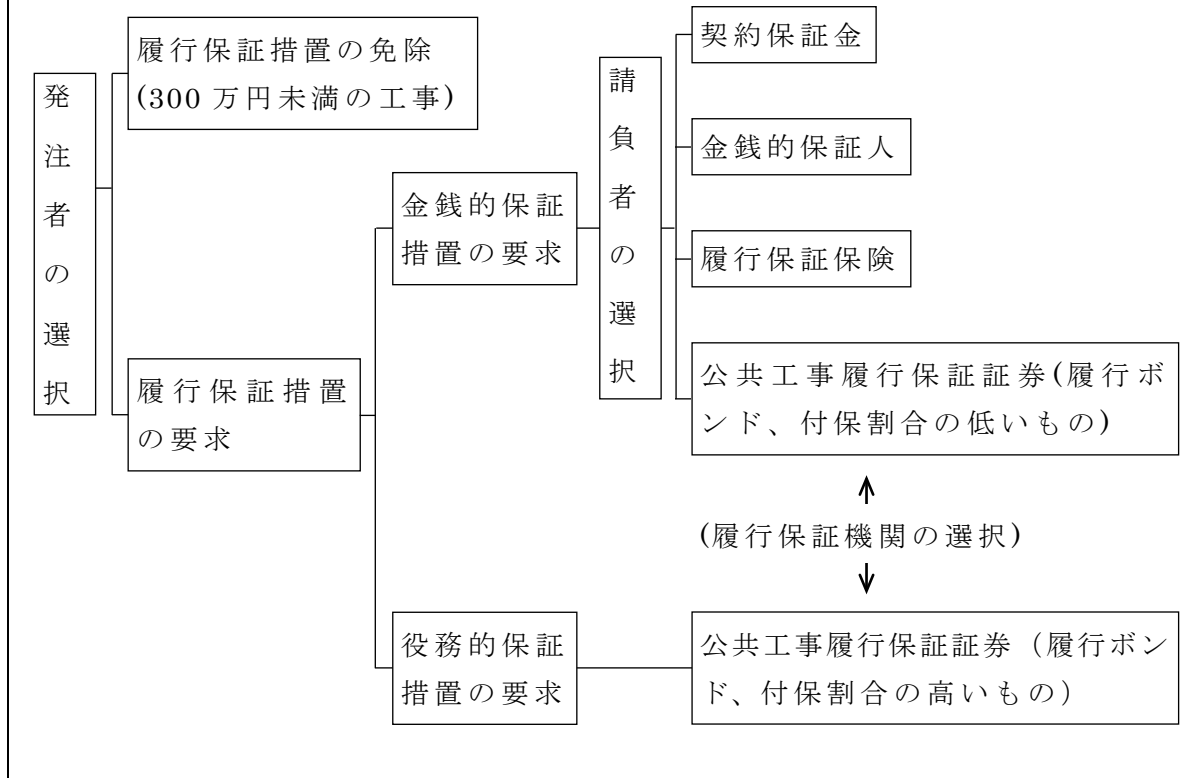 発注者の選択
履行保証措置の免除
(300 万円未満の工事)
履行保証措置
の要求
金銭的保証
措置の要求
請負者の選択
契約保証金
金銭的保証人
履行保証保険
公共工事履行保証証券(履行ボ
ンド、付保割合の低いもの)
(履行保証機関の選択)
役務的保証
措置の要求
公共工事履行保証証券（履行ボン
ド、付保割合の高いもの）